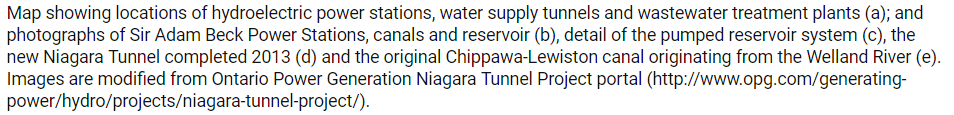 Map showing locations of hydroelectric power stations, water supply tunnels and wastewater treatment plants (a); and
photographs of Sir Adam Beck Power Stations, canals and reservoir (b), detail of the pumped reservoir system (c), the
new Niagara Tunnel completed 2013 (d) and the original Chippawa-Lewiston canal originating from the Welland River (e).
Images are modified from Ontario Power Generation Niagara Tunnel Project portal (http://www.opg.com/generating-
power/hydro/projects/niagara-tunnel-project/).